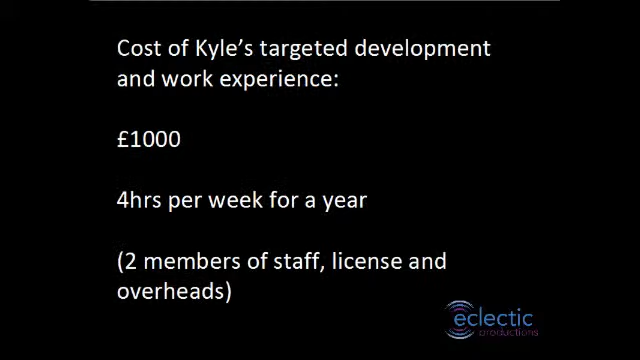 Cost of Kyle’s targeted development
and work experience:
£1000
4hrs per week for a year
(2 members of staff, license and
overheads)
eclectic
productions